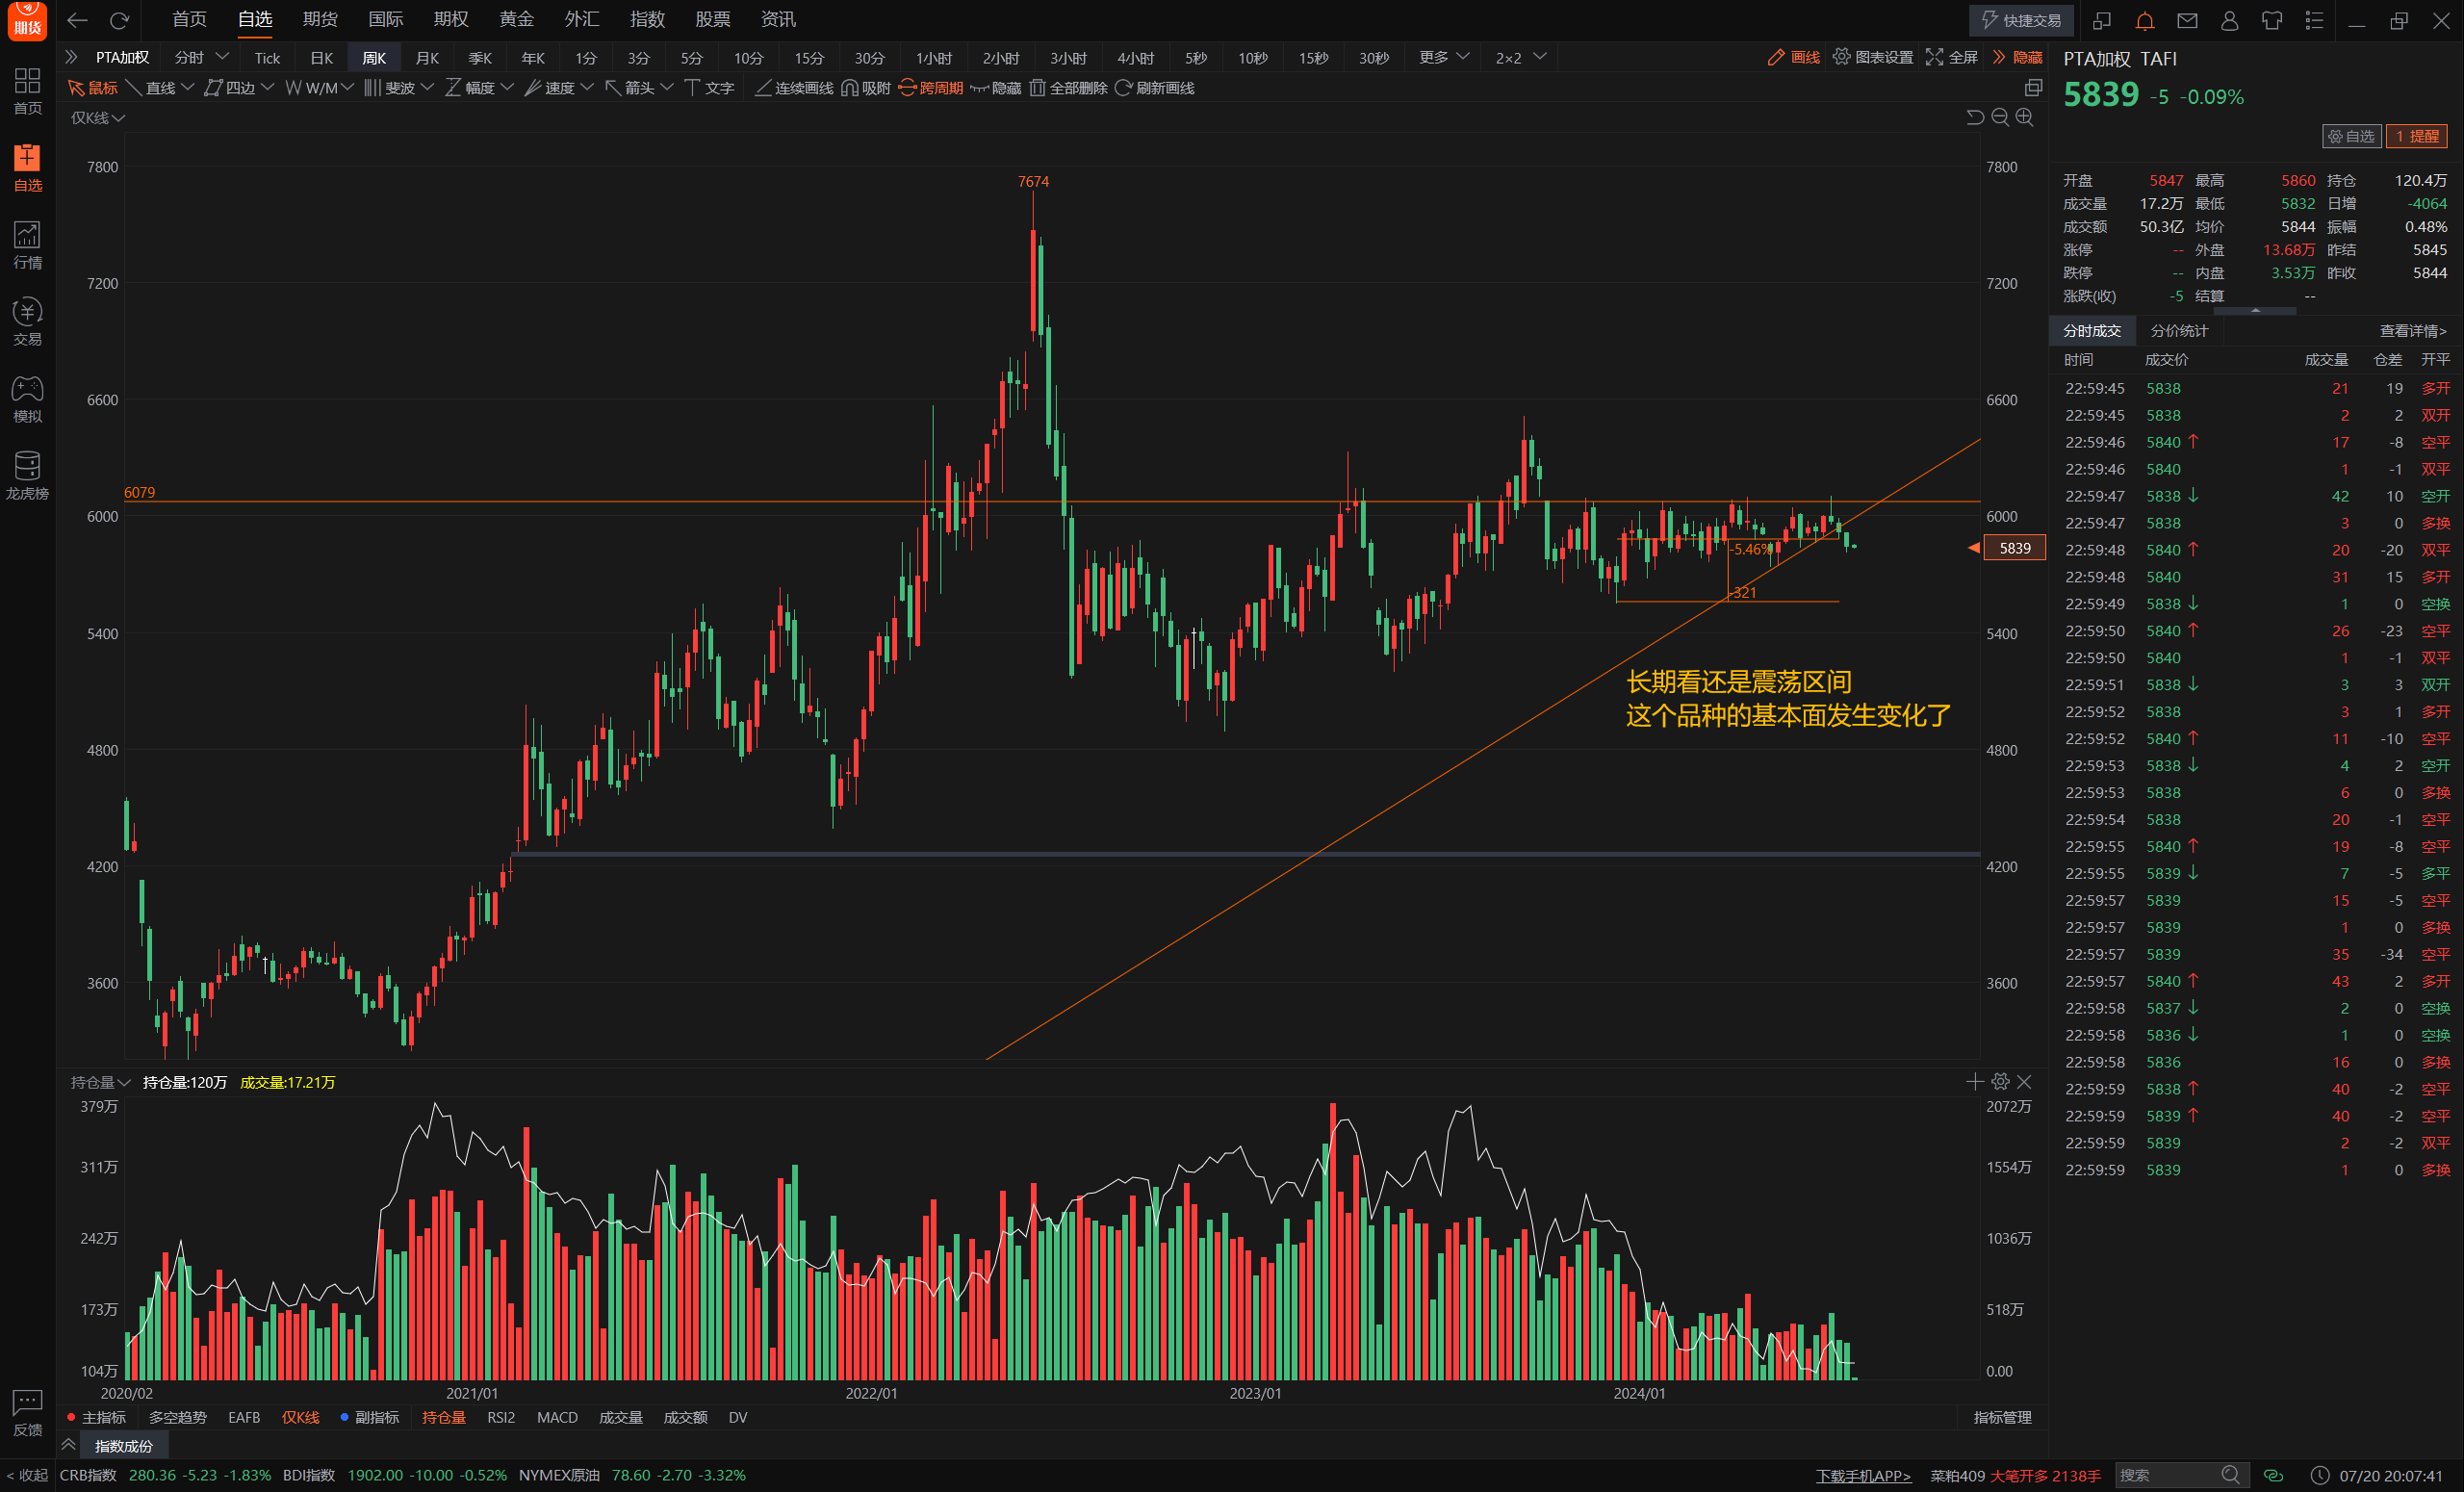 期货
首页 自选 期货 国际 期权 黄金 外汇 指数 股票 资讯
快捷交易
PTA加权 分时 Tick 日K 周K 月K 季K 年K 1分 3分 5分 10分 15分 30分 1小时 2小时 3小时 4小时 5秒 10秒 15秒 30秒 更多 2×2
画线 图表设置 全屏 隐藏
鼠标 直线 四边 W/M 斐波 幅度 速度 箭头 文字 连续画线 吸附 跨周期 隐藏 全部删除 刷新画线
首页
自选
行情
交易
模拟
龙虎榜
反馈
< 收起
仅K线
7800 7800
7674
7200 7200
6600 6600
6079
6000 6000
5839
-5.46%
-321
5400 5400
长期看还是震荡区间
这个品种的基本面发生变化了
4800 4800
4200 4200
3600 3600
持仓量 持仓量:120万 成交量:17.21万
379万 2072万
311万 1554万
242万 1036万
173万 518万
104万 0.00
2020/02 2021/01 2022/01 2023/01 2024/01
主指标 多空趋势 EAFB 仅K线 副指标 持仓量 RSI2 MACD 成交量 成交额 DV 指标管理
指数成份
PTA加权 TAFI
5839 -5 -0.09%
自选 1 提醒
开盘 5847 最高 5860 持仓 120.4万
成交量 17.2万 最低 5832 日增 -4064
成交额 50.3亿 均价 5844 振幅 0.48%
涨停 -- 外盘 13.68万 昨结 5845
跌停 -- 内盘 3.53万 昨收 5844
涨跌(收) -5 结算 --
分时成交 分价统计 查看详情>
时间 成交价 成交量 仓差 开平
22:59:45 5838 21 19 多开
22:59:45 5838 2 2 双开
22:59:46 5840 ↑ 17 -8 空平
22:59:46 5840 1 -1 双平
22:59:47 5838 ↓ 42 10 空开
22:59:47 5838 3 0 多换
22:59:48 5840 ↑ 20 -20 双平
22:59:48 5840 31 15 多开
22:59:49 5838 ↓ 1 0 空换
22:59:50 5840 ↑ 26 -23 空平
22:59:50 5840 1 -1 双平
22:59:51 5838 ↓ 3 3 双开
22:59:52 5838 3 1 多开
22:59:52 5840 ↑ 11 -10 空平
22:59:53 5838 ↓ 4 2 空开
22:59:53 5838 6 0 多换
22:59:54 5838 20 -1 空平
22:59:55 5840 ↑ 19 -8 空平
22:59:55 5839 ↓ 7 -5 多平
22:59:57 5839 15 -5 空平
22:59:57 5839 1 0 多换
22:59:57 5839 35 -34 空平
22:59:57 5840 ↑ 43 2 多开
22:59:58 5837 ↓ 2 0 空换
22:59:58 5836 ↓ 1 0 空换
22:59:58 5836 16 0 多换
22:59:59 5838 ↑ 40 -2 空平
22:59:59 5839 ↑ 40 -2 空平
22:59:59 5839 2 -2 双平
22:59:59 5839 1 0 多换
CRB指数 280.36 -5.23 -1.83% BDI指数 1902.00 -10.00 -0.52% NYMEX原油 78.60 -2.70 -3.32%
下载手机APP> 菜粕409 大笔开多 2138手 搜索 07/20 20:07:41